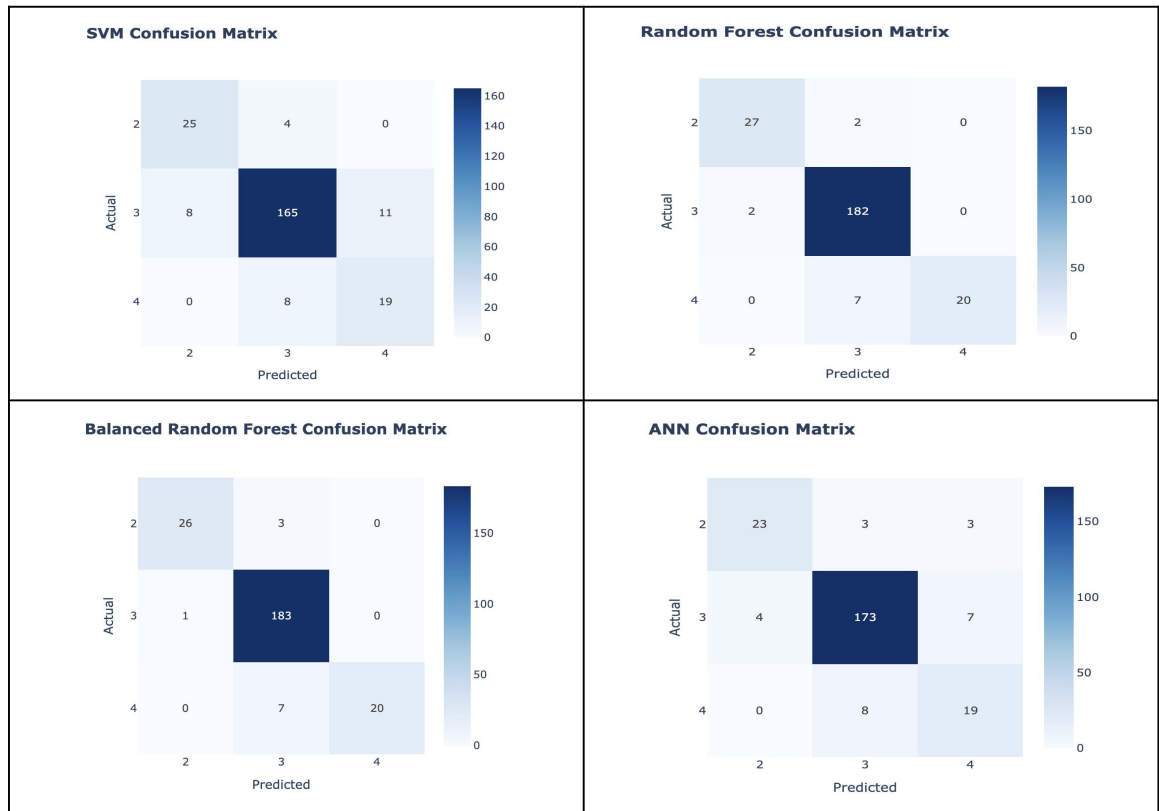 SVM Confusion Matrix
160
2 25 4 0
140
120
Actual
100
3 8 165 11
80
60
40
4 0 8 19
20
0
2 3 4
Predicted
Random Forest Confusion Matrix
2 27 2 0
150
Actual
100
3 2 182 0
50
4 0 7 20
0
2 3 4
Predicted
Balanced Random Forest Confusion Matrix
2 26 3 0
150
Actual
100
3 1 183 0
50
4 0 7 20
0
2 3 4
Predicted
ANN Confusion Matrix
2 23 3 3
150
Actual
100
3 4 173 7
50
4 0 8 19
0
2 3 4
Predicted